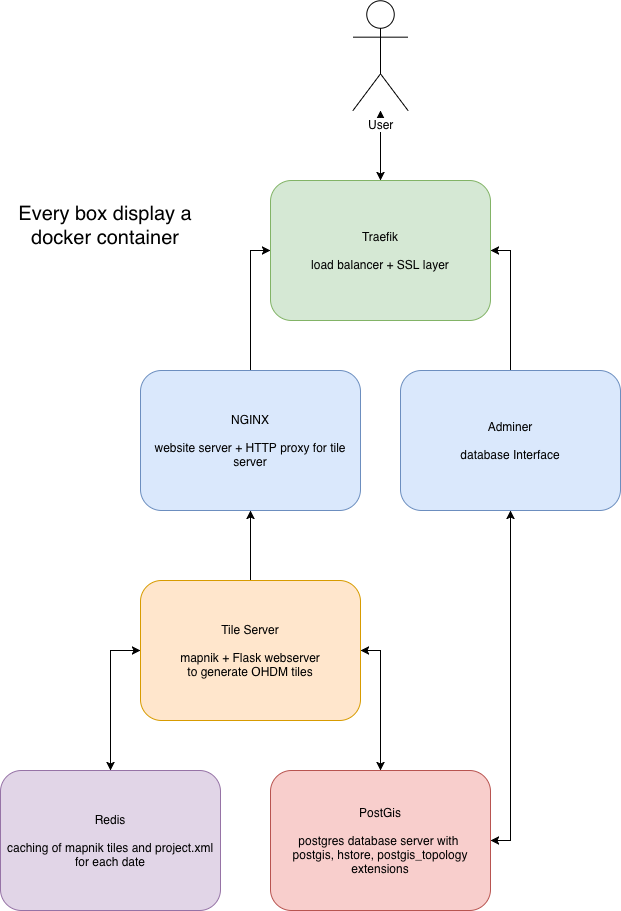 User
Every box display a
docker container
Traefik
load balancer + SSL layer
NGINX
website server + HTTP proxy for tile
server
Adminer
database Interface
Tile Server
mapnik + Flask webserver
to generate OHDM tiles
Redis
caching of mapnik tiles and project.xml
for each date
PostGis
postgres database server with
postgis, hstore, postgis_topology
extensions